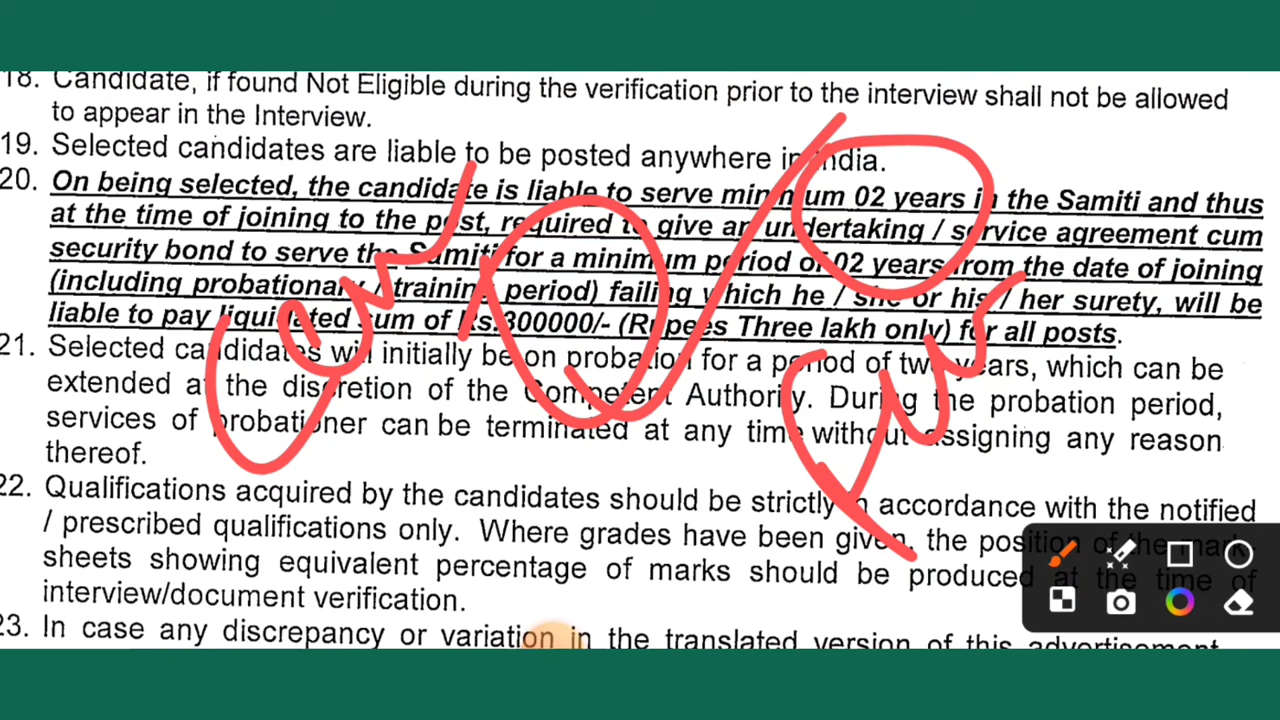 18. Candidate, if found Not Eligible during the verification prior to the interview shall not be allowed
to appear in the Interview.
19. Selected candidates are liable to be posted anywhere in India.
20. On being selected, the candidate is liable to serve minimum 02 years in the Samiti and thus
at the time of joining to the post, required to give an undertaking / service agreement cum
security bond to serve the Samiti for a minimum period of 02 years from the date of joining
(including probationary / training period) failing which he / she or his / her surety, will be
liable to pay liquidated sum of Rs.300000/- (Rupees Three lakh only) for all posts.
21. Selected candidates will initially be on probation for a period of two years, which can be
extended at the discretion of the Competent Authority. During the probation period,
services of probationer can be terminated at any time without assigning any reason
thereof.
22. Qualifications acquired by the candidates should be strictly in accordance with the notified
/ prescribed qualifications only. Where grades have been given, the position of the mark
sheets showing equivalent percentage of marks should be produced at the time of
interview/document verification.
23. In case any discrepancy or variation in the translated version of this advertisement